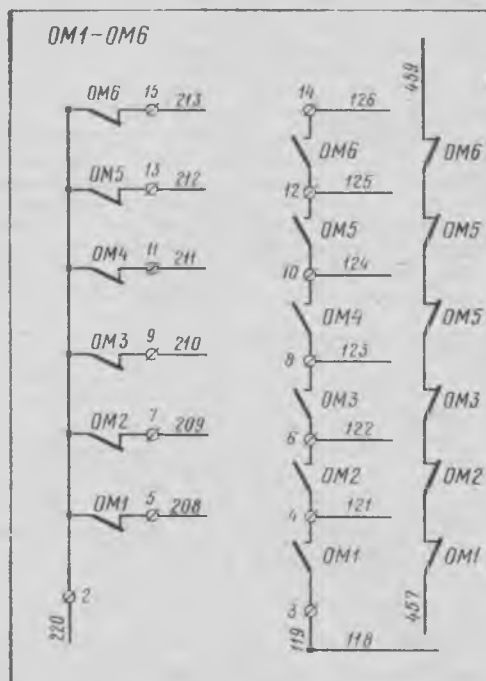 ОМ1-ОМ6
ОМ6 15 213
ОМ5 13 212
ОМ4 11 211
ОМ3 9 210
ОМ2 7 209
ОМ1 5 208
2
220
14 126
ОМ6
12 125
ОМ5
10 124
ОМ4
8 123
ОМ3
6 122
ОМ2
4 121
ОМ1
3
119
118
459
ОМ6
ОМ5
ОМ5
ОМ3
ОМ2
ОМ1
457